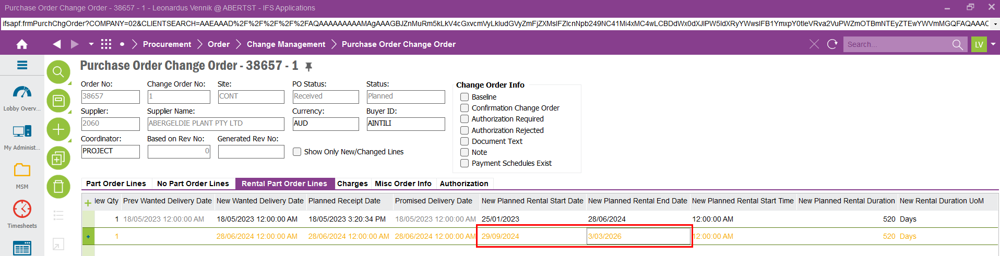 Purchase Order Change Order - 38657 - 1 - Leonardus Vennik @ ABERTST - IFS Applications
Procurement Order Change Management Purchase Order Change Order
Search...
LV
Purchase Order Change Order - 38657 - 1
Order No: Change Order No: Site: PO Status: Status:
38657 1 CONT Received Planned
Supplier: Supplier Name: Currency: Buyer ID:
2060 ABERGELDIE PLANT PTY LTD AUD AINTILI
Coordinator: Based on Rev No: Generated Rev No:
PROJECT 0
Show Only New/Changed Lines
Change Order Info
Baseline
Confirmation Change Order
Authorization Required
Authorization Rejected
Document Text
Note
Payment Schedules Exist
Lobby Overv...
My Administ...
MSM
Timesheets
Part Order Lines No Part Order Lines Rental Part Order Lines Charges Misc Order Info Authorization
lew Qty Prev Wanted Delivery Date New Wanted Delivery Date Planned Receipt Date Promised Delivery Date New Planned Rental Start Date New Planned Rental End Date New Planned Rental Start Time New Planned Rental Duration New Rental Duration UoM
1 18/05/2023 12:00:00 AM 18/05/2023 12:00:00 AM 18/05/2023 3:20:34 PM 18/05/2023 12:00:00 AM 25/01/2023 28/06/2024 12:00:00 AM 520 Days
1 28/06/2024 12:00:00 AM 28/06/2024 12:00:00 AM 28/06/2024 12:00:00 AM 29/09/2024 3/03/2026 12:00:00 AM 520 Days